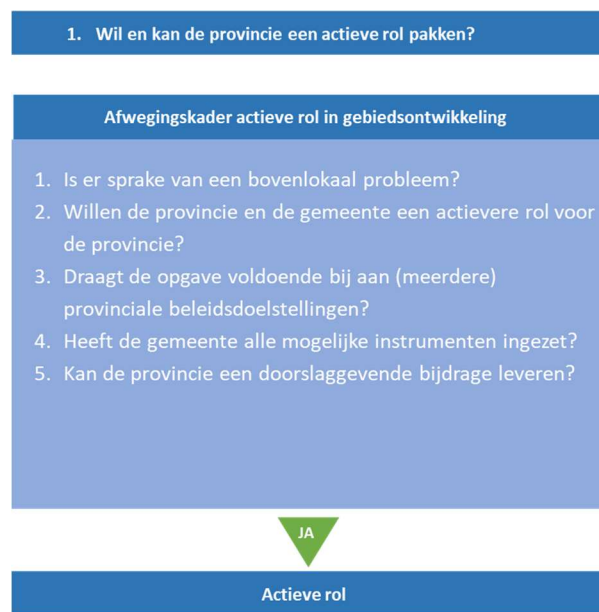 1. Wil en kan de provincie een actieve rol pakken?
Afwegingskader actieve rol in gebiedsontwikkeling
1. Is er sprake van een bovenlokaal probleem?
2. Willen de provincie en de gemeente een actievere rol voor
de provincie?
3. Draagt de opgave voldoende bij aan (meerdere)
provinciale beleidsdoelstellingen?
4. Heeft de gemeente alle mogelijke instrumenten ingezet?
5. Kan de provincie een doorslaggevende bijdrage leveren?
JA
Actieve rol